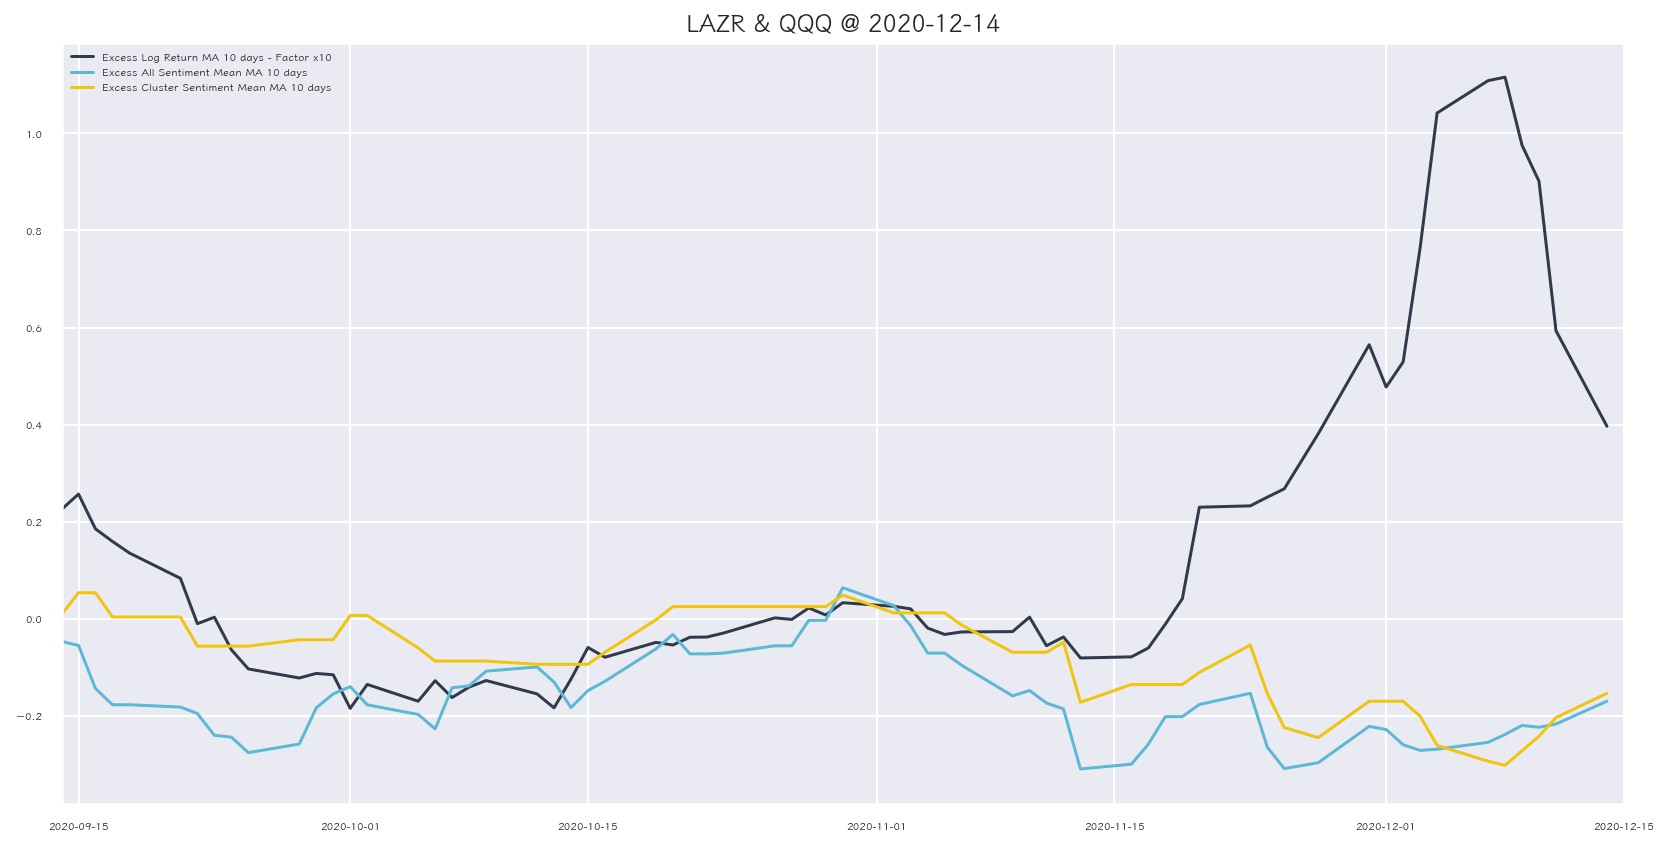 LAZR & QQQ @ 2020-12-14
Excess Log Return MA 10 days - Factor x10
Excess All Sentiment Mean MA 10 days
Excess Cluster Sentiment Mean MA 10 days
1.0
0.8
0.6
0.4
0.2
0.0
−0.2
2020-09-15 2020-10-01 2020-10-15 2020-11-01 2020-11-15 2020-12-01 2020-12-15